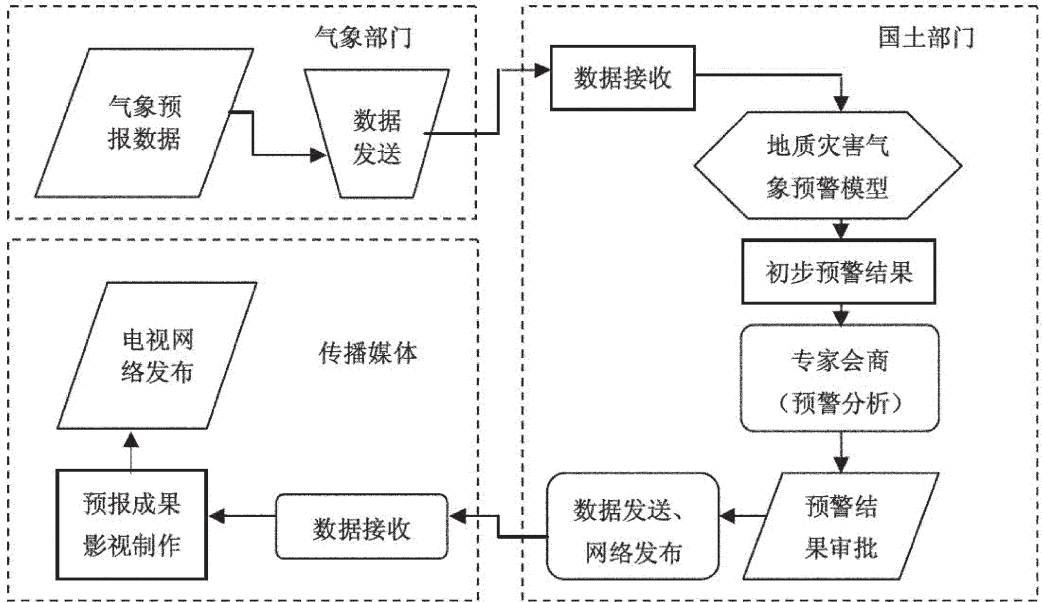 气象部门
气象预
报数据
数据
发送
国土部门
数据接收
地质灾害气
象预警模型
初步预警结果
专家会商
（预警分析）
预警结
果审批
数据发送、
网络发布
传播媒体
数据接收
预报成果
影视制作
电视网
络发布